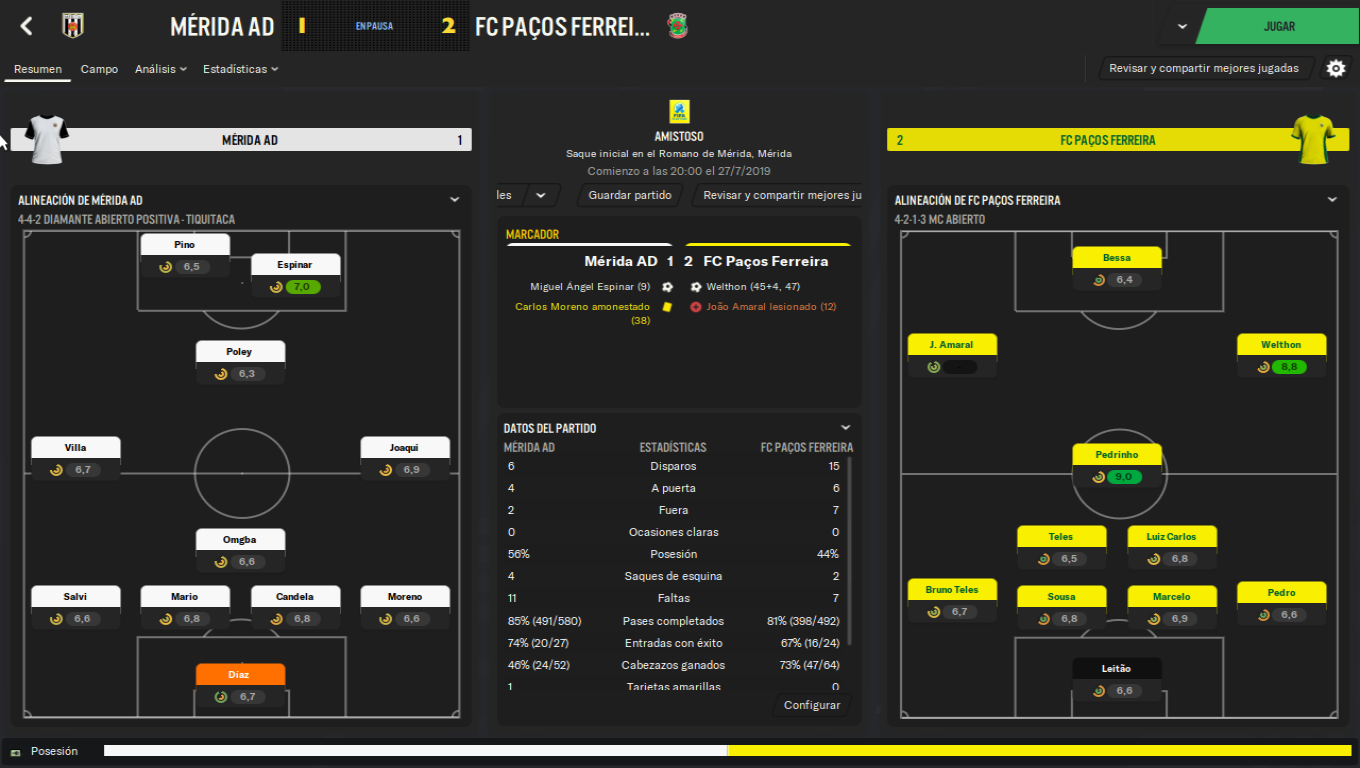 MÉRIDA AD 1 EN PAUSA 2 FC PAÇOS FERREI...
JUGAR
Resumen Campo Análisis Estadísticas
Revisar y compartir mejores jugadas
MÉRIDA AD 1
ALINEACIÓN DE MÉRIDA AD
4-4-2 DIAMANTE ABIERTO POSITIVA - TIQUITACA
Pino
6,5
Espinar
7,0
Poley
6,3
Villa
6,7
Joaqui
6,9
Omgba
6,6
Salvi
6,6
Mario
6,8
Candela
6,8
Moreno
6,6
Díaz
6,7
FIFA
AMISTOSO
Saque inicial en el Romano de Mérida, Mérida
Comienzo a las 20:00 el 27/7/2019
les
Guardar partido
Revisar y compartir mejores ju
MARCADOR
Mérida AD 1 2 FC Paços Ferreira
Miguel Ángel Espinar (9) Welthon (45+4, 47)
Carlos Moreno amonestado João Amaral lesionado (12)
(38)
DATOS DEL PARTIDO
MÉRIDA AD ESTADÍSTICAS FC PAÇOS FERREIRA
6 Disparos 15
4 A puerta 6
2 Fuera 7
0 Ocasiones claras 0
56% Posesión 44%
4 Saques de esquina 2
11 Faltas 7
85% (491/580) Pases completados 81% (398/492)
74% (20/27) Entradas con éxito 67% (16/24)
46% (24/52) Cabezazos ganados 73% (47/64)
1 Tarjetas amarillas 0
Configurar
2 FC PAÇOS FERREIRA
ALINEACIÓN DE FC PAÇOS FERREIRA
4-2-1-3 MC ABIERTO
Bessa
6,4
J. Amaral
-
Welthon
8,8
Pedrinho
9,0
Teles
6,5
Luiz Carlos
6,8
Bruno Teles
6,7
Sousa
6,8
Marcelo
6,9
Pedro
6,6
Leitão
6,6
Posesión